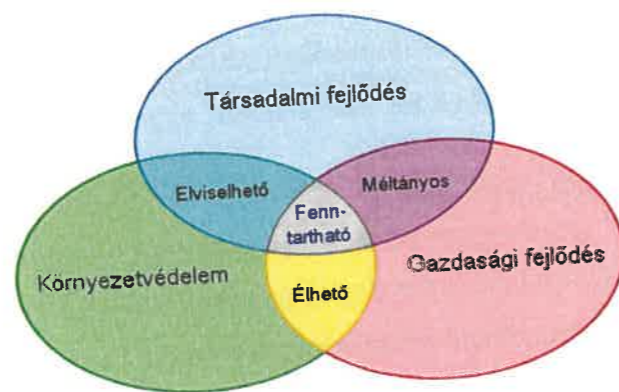 Társadalmi fejlődés
Elviselhető
Méltányos
Fenn-
tartható
Környezetvédelem
Gazdasági fejlődés
Élhető